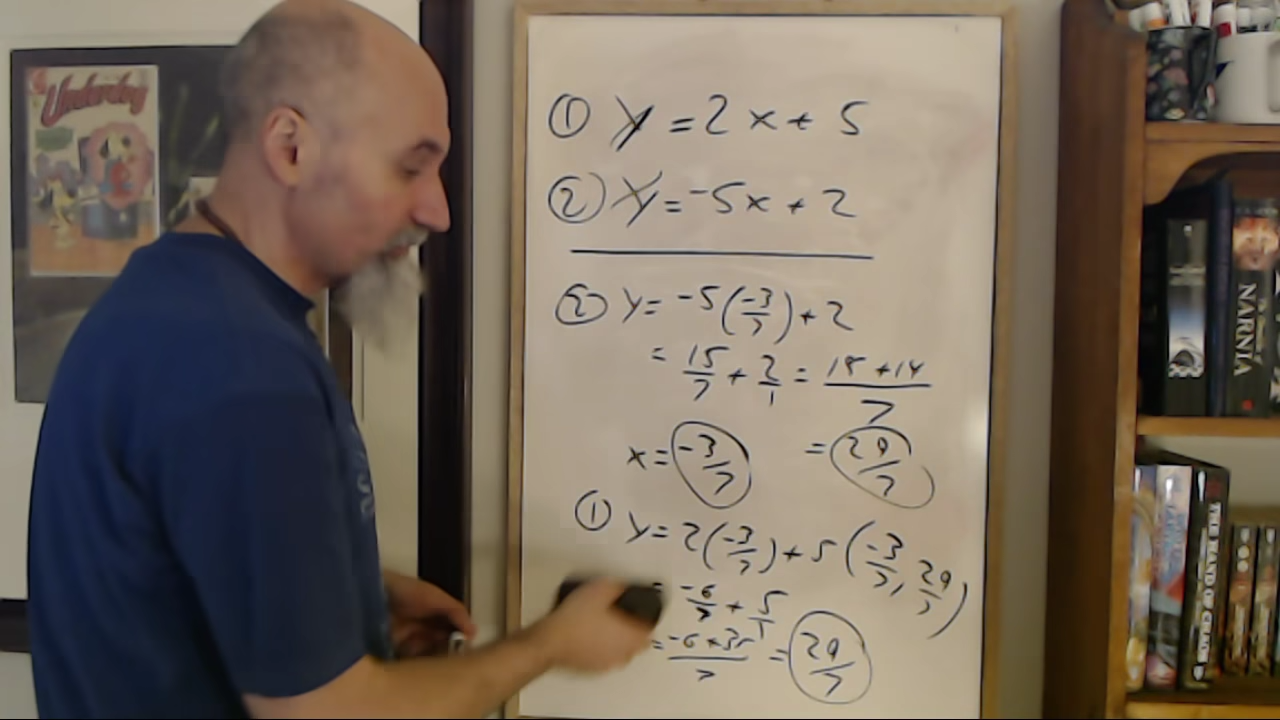 Underdog
① y = 2x + 5
② y = -5x + 2
② y = -5(-3/7) + 2
= 15/7 + 2/1 = 15 + 14/7
x = -3/7 = 29/7
① y = 2(-3/7) + 5 (-3/7, 29/7)
= -6/7 + 5/1
= -6 + 35/7 = 29/7
NARNIA